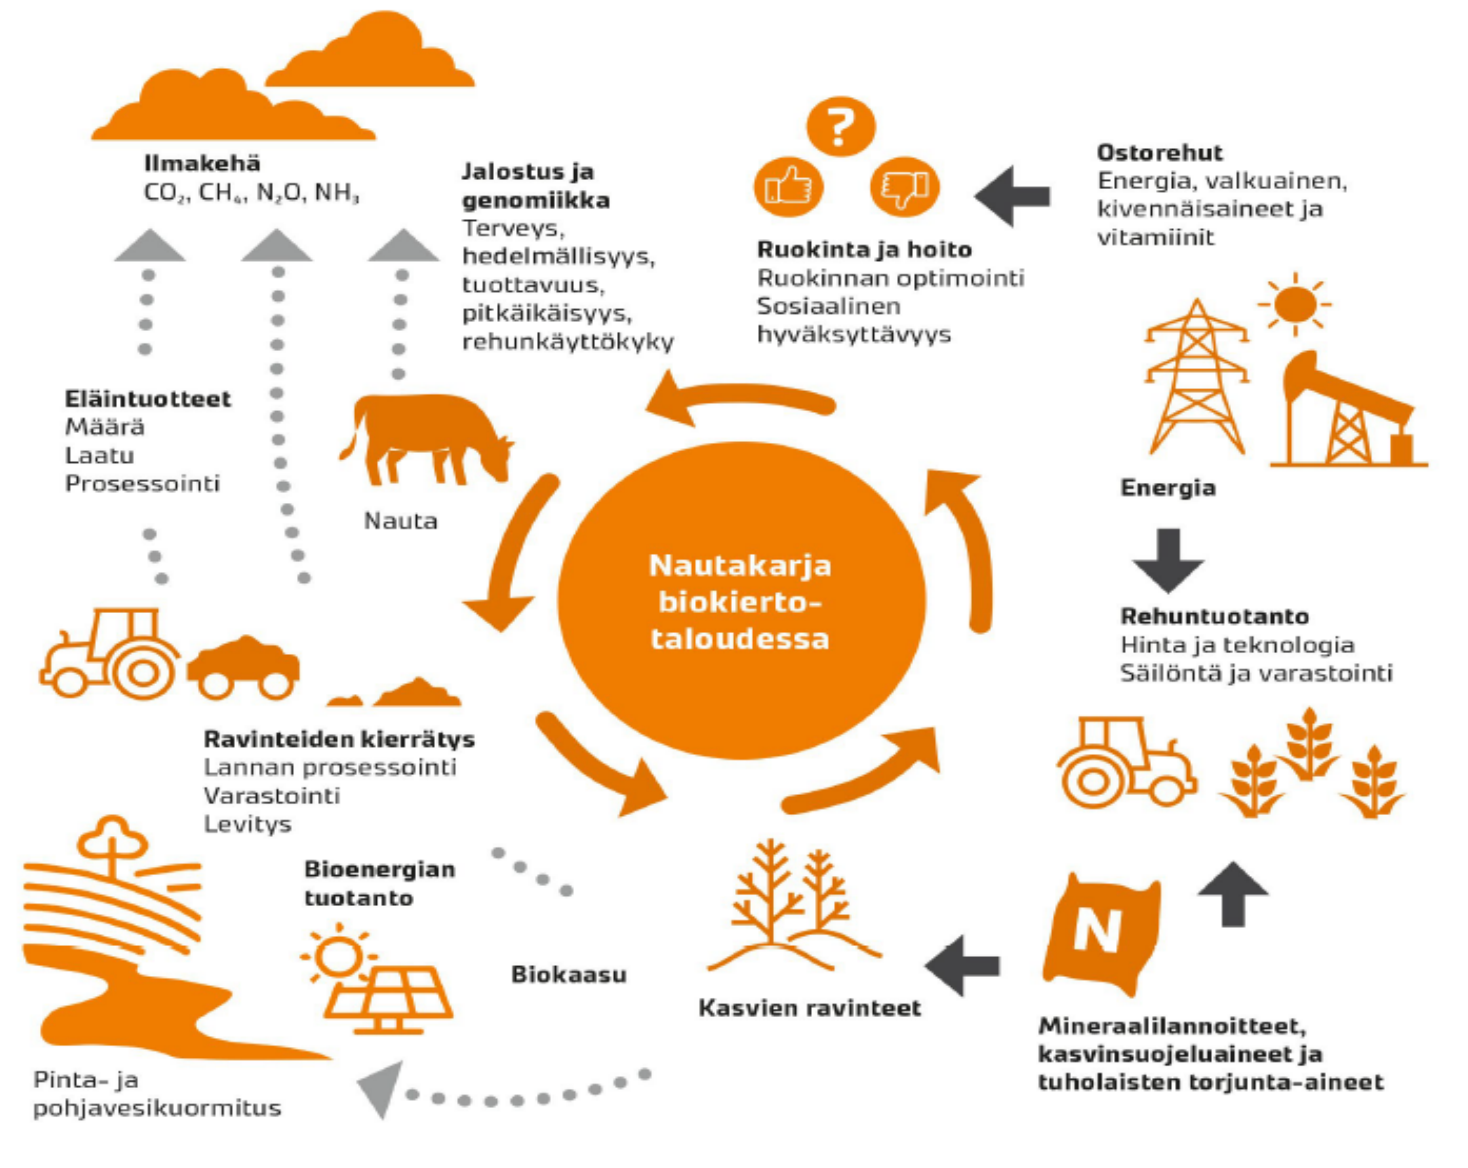 Ilmakehä
CO₂, CH₄, N₂O, NH₃
Jalostus ja
genomiikka
Terveys,
hedelmällisyys,
tuottavuus,
pitkäikäisyys,
rehunkäyttökyky
?
Ruokinta ja hoito
Ruokinnan optimointi
Sosiaalinen
hyväksyttävyys
Ostorehut
Energia, valkuainen,
kivennäisaineet ja
vitamiinit
Eläintuotteet
Määrä
Laatu
Prosessointi
Nauta
Nautakarja
biokierto-
taloudessa
Energia
Rehuntuotanto
Hinta ja teknologia
Säilöntä ja varastointi
Ravinteiden kierrätys
Lannan prosessointi
Varastointi
Levitys
Bioenergian
tuotanto
Biokaasu
Kasvien ravinteet
N
Mineraalilannoitteet,
kasvinsuojeluaineet ja
tuholaisten torjunta-aineet
Pinta- ja
pohjavesikuormitus